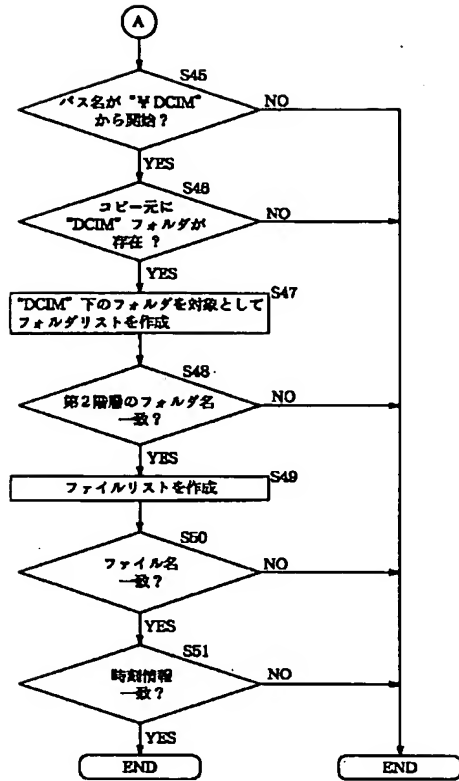 A
S45
パス名が "¥DCIM"
から開始?
NO
YES
S46
コピー元に
"DCIM" フォルダが
存在 ?
NO
YES
S47
"DCIM" 下のフォルダを対象として
フォルダリストを作成
S48
第2階層のフォルダ名
一致?
NO
YES
S49
ファイルリストを作成
S50
ファイル名
一致?
NO
YES
S51
時刻情報
一致?
NO
YES
END
END